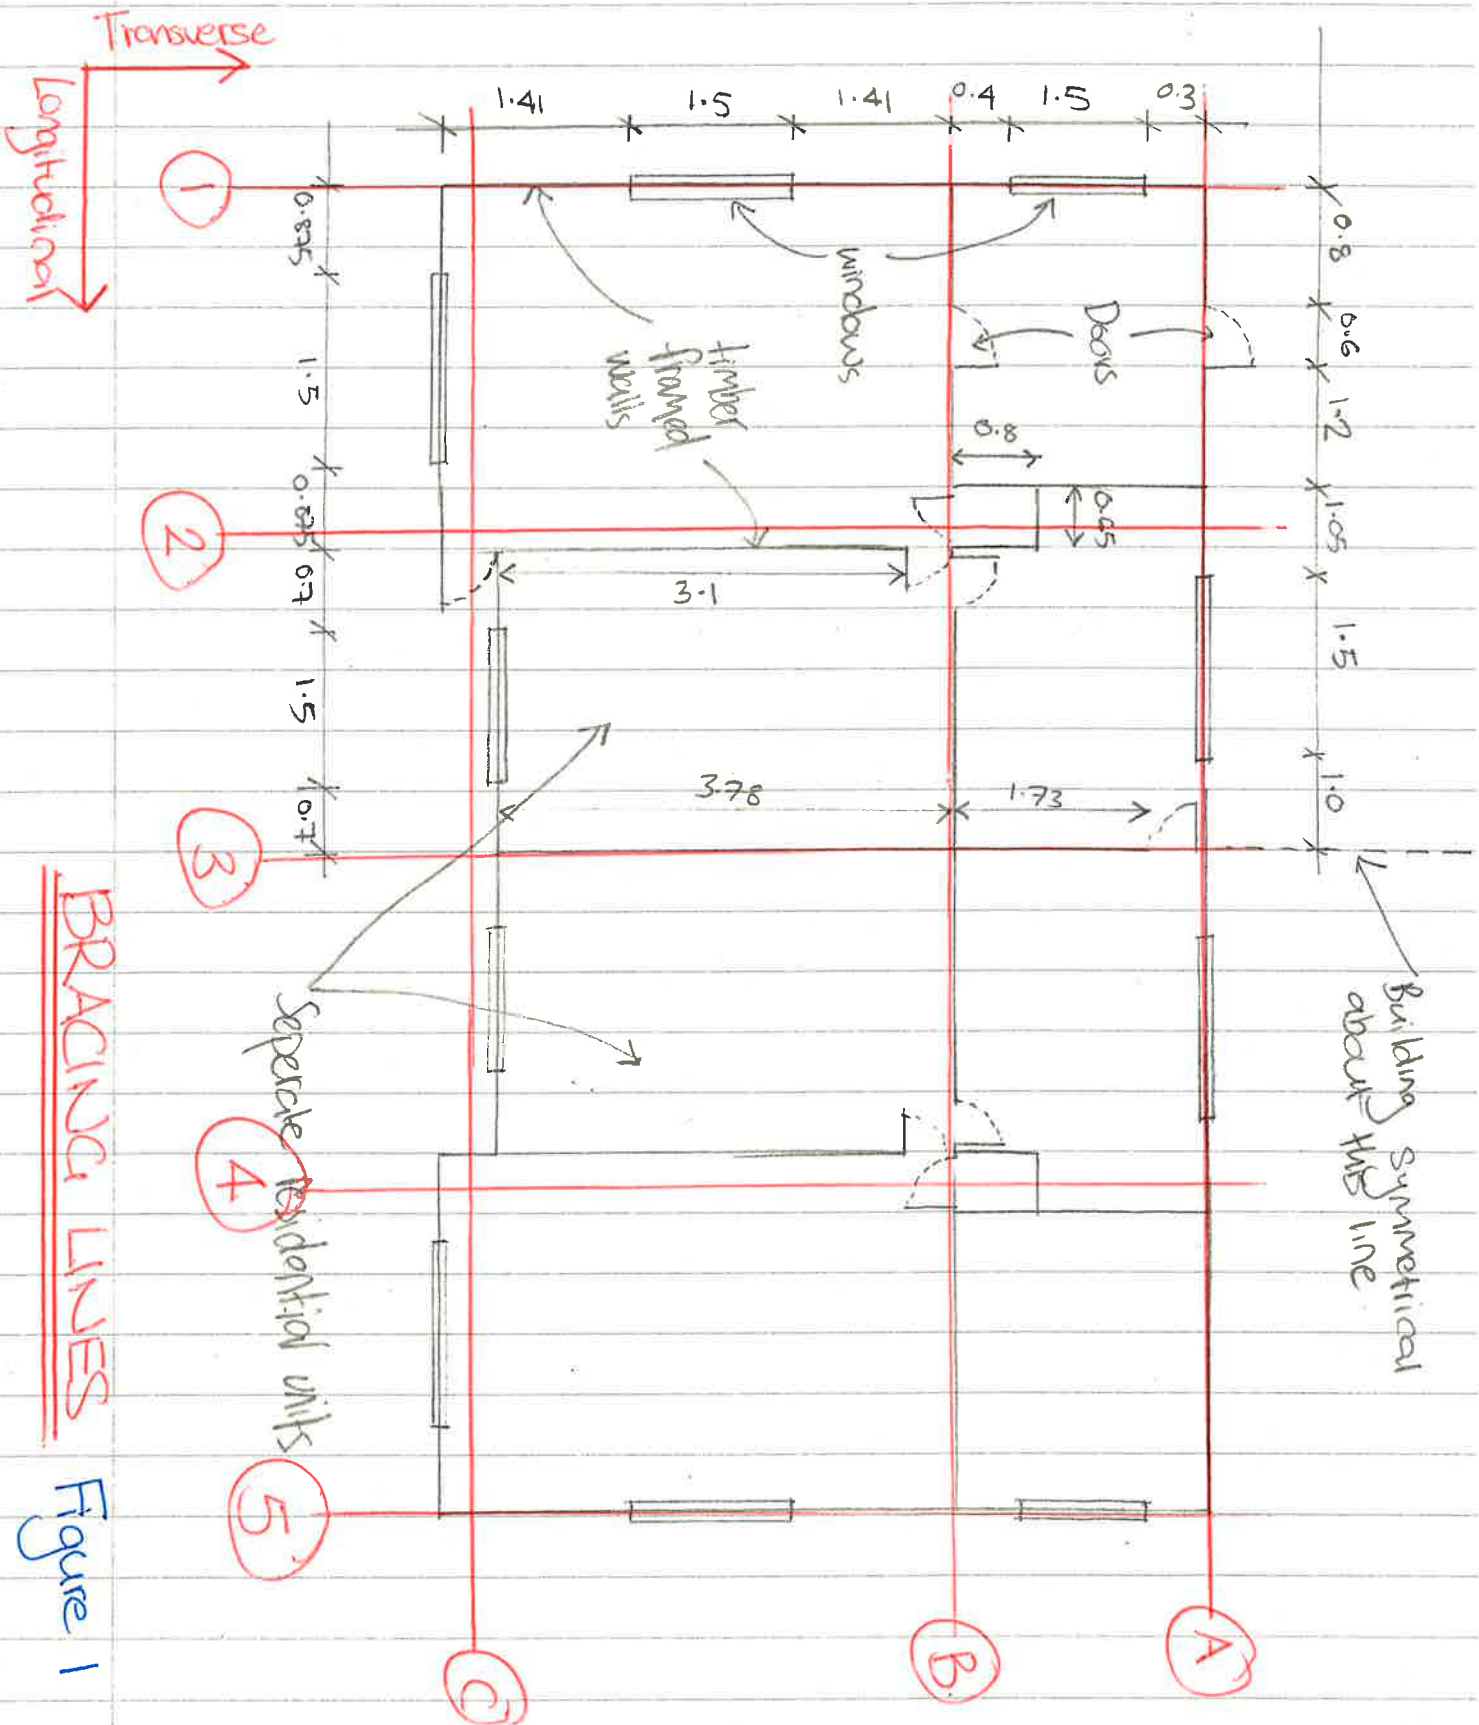 Transverse
Longitudinal
1.41
1.5
1.41
0.4
1.5
0.3
1
0.875
1.5
0.875
0.7
1.5
0.7
0.8
0.6
1.2
1.05
1.5
1.0
windows
Doors
timber
framed
walls
0.8
0.65
2
3.1
3.78
1.73
3
Building symmetrical
about this line
Seperate residential units
4
5
A
B
C
BRACING LINES
Figure 1